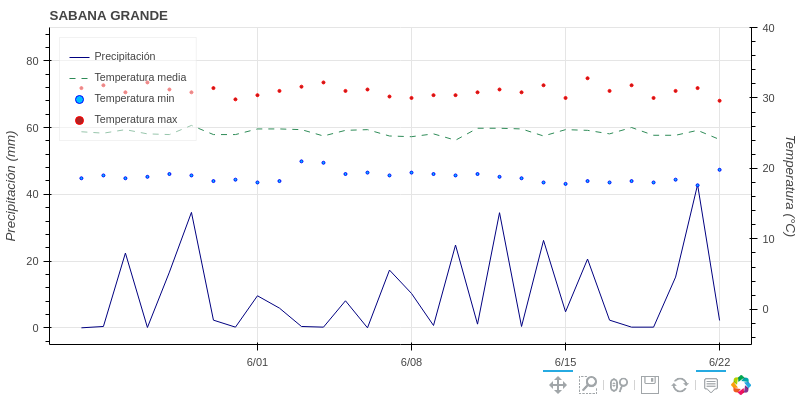 SABANA GRANDE
Precipitación
Temperatura media
Temperatura min
Temperatura max
Precipitación (mm)
80
60
40
20
0
Temperatura (°C)
40
30
20
10
0
6/01
6/08
6/15
6/22